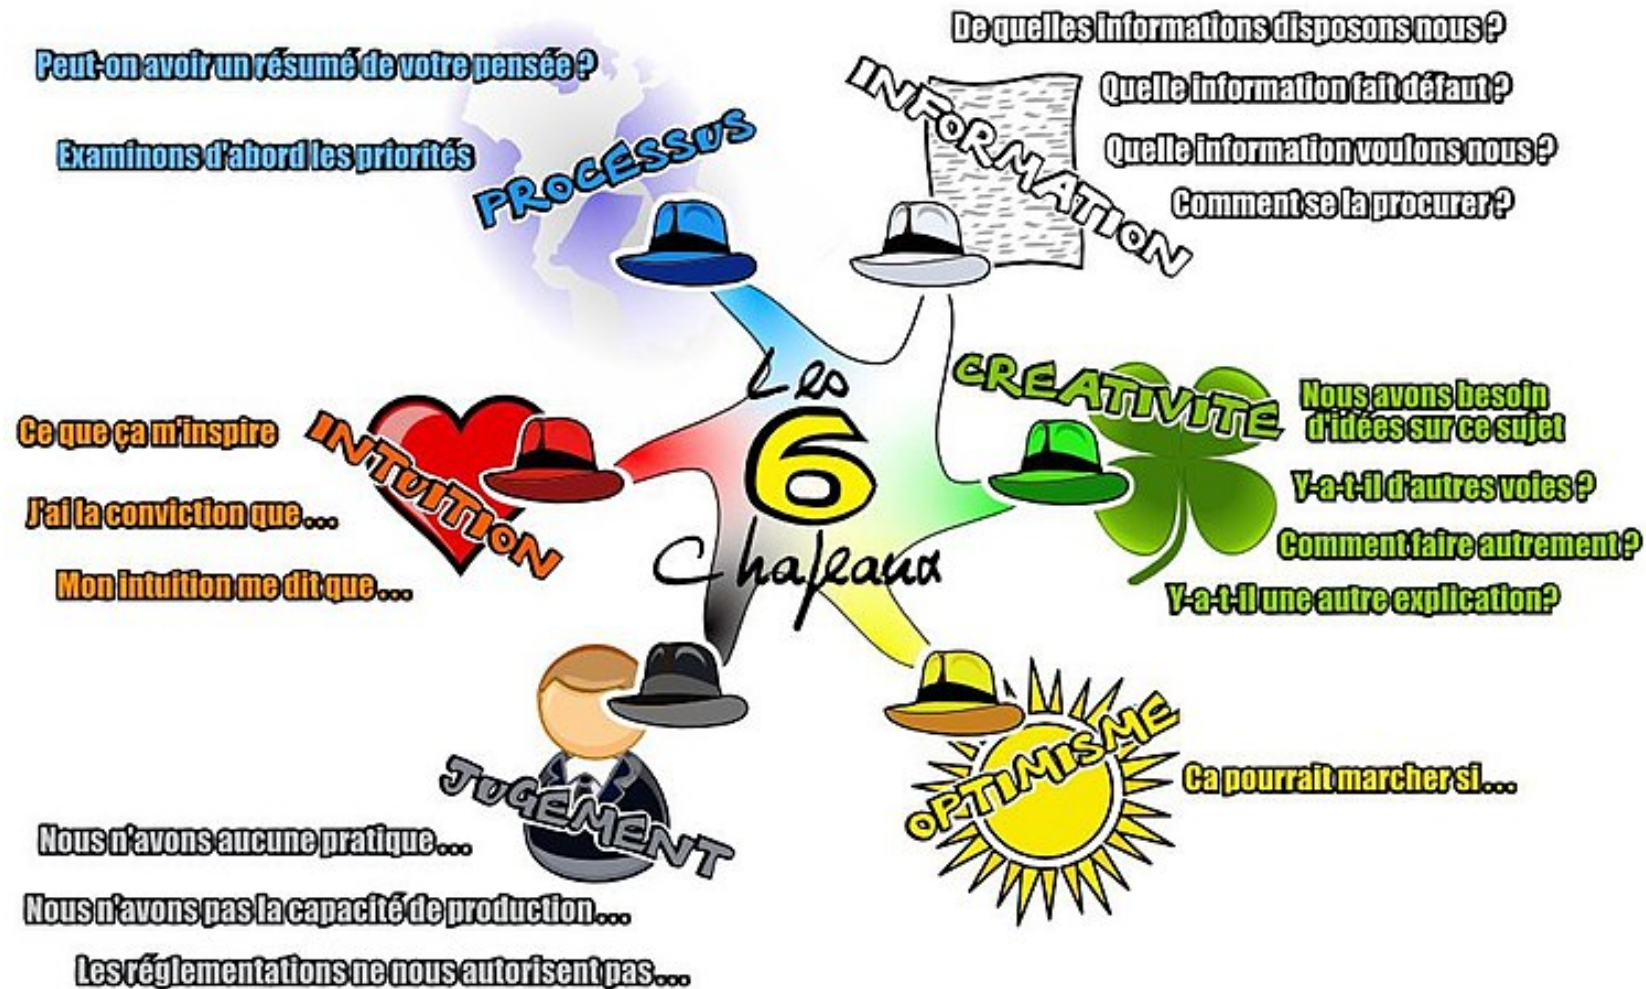 Peut-on avoir un résumé de votre pensée ?
Examinons d'abord les priorités
PROCESSUS
De quelles informations disposons nous ?
Quelle information fait défaut ?
Quelle information voulons nous ?
Comment se la procurer ?
INFORMATION
Les
6
Chapeaux
CREATIVITÉ
Nous avons besoin
d'idées sur ce sujet
Y-a-t-il d'autres voies ?
Comment faire autrement ?
Y-a-t-il une autre explication?
Ce que ça m'inspire
J'ai la conviction que...
Mon intuition me dit que...
INTUITION
OPTIMISME
Ca pourrait marcher si...
JUGEMENT
Nous n'avons aucune pratique...
Nous n'avons pas la capacité de production...
Les réglementations ne nous autorisent pas...